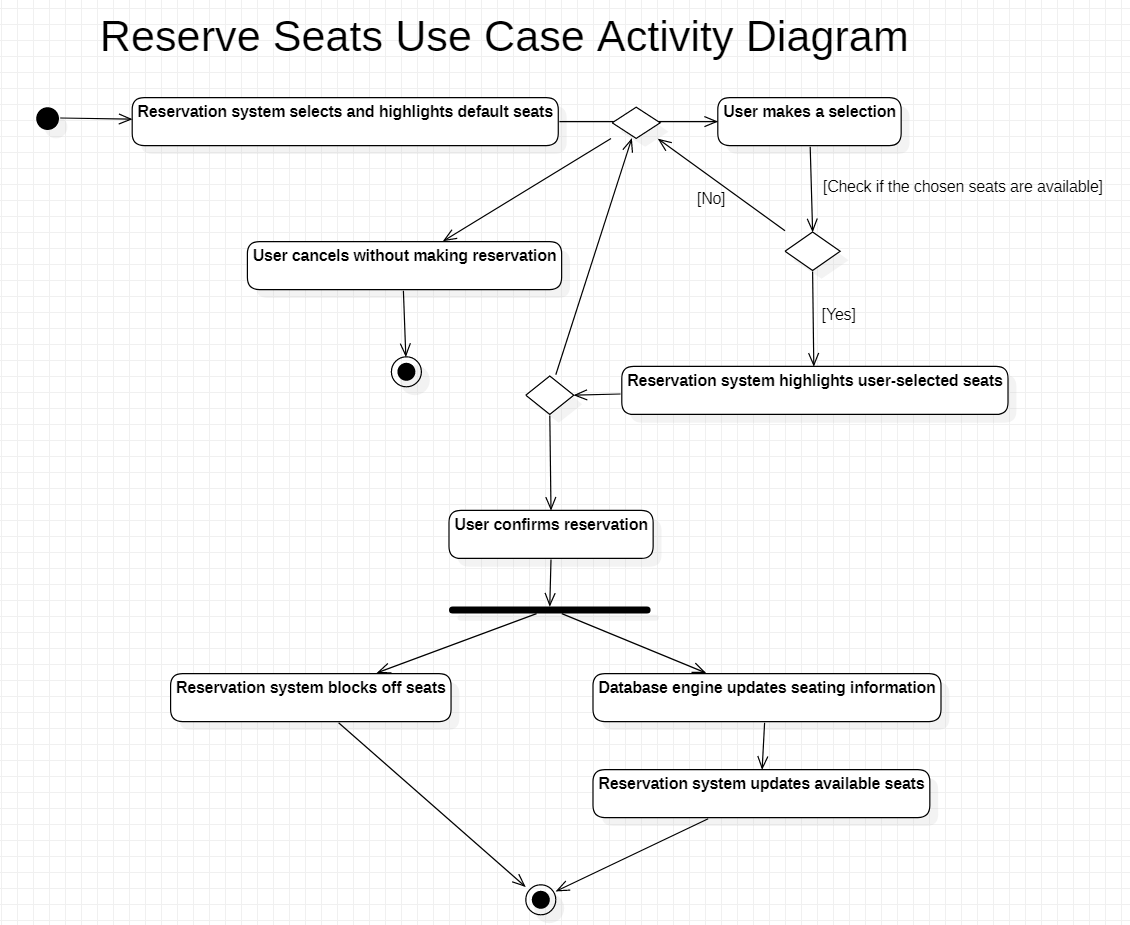 Reserve Seats Use Case Activity Diagram
Reservation system selects and highlights default seats
User makes a selection
[Check if the chosen seats are available]
[No]
User cancels without making reservation
[Yes]
Reservation system highlights user-selected seats
User confirms reservation
Reservation system blocks off seats
Database engine updates seating information
Reservation system updates available seats